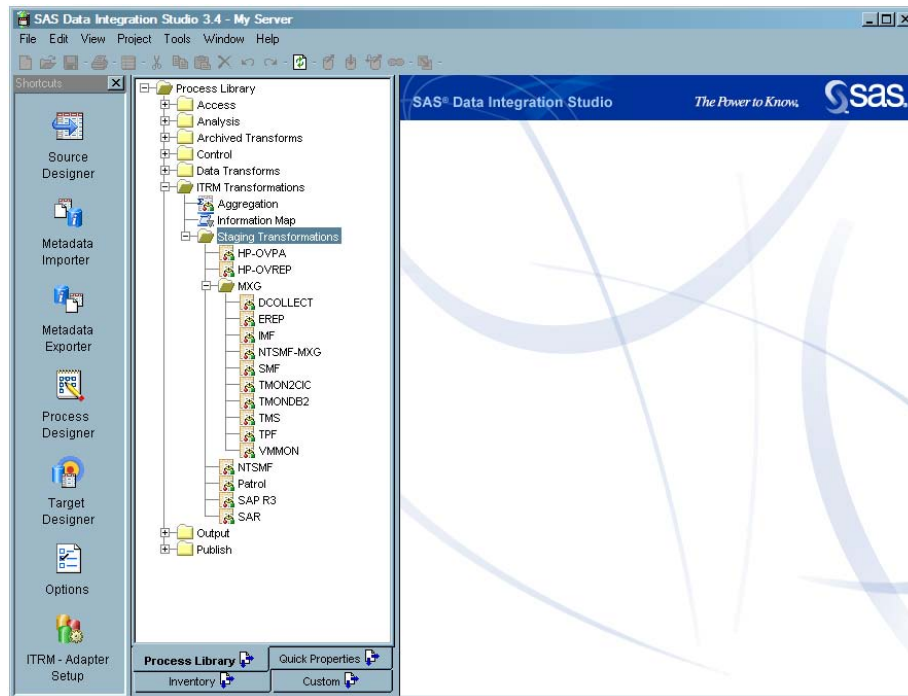 SAS Data Integration Studio 3.4 - My Server
File Edit View Project Tools Window Help
Shortcuts
Source
Designer
Metadata
Importer
Metadata
Exporter
Process
Designer
Target
Designer
Options
ITRM - Adapter
Setup
Process Library
Access
Analysis
Archived Transforms
Control
Data Transforms
ITRM Transformations
Aggregation
Information Map
Staging Transformations
HP-OVPA
HP-OVREP
MXG
DCOLLECT
EREP
IMF
NTSMF-MXG
SMF
TMON2CIC
TMONDB2
TMS
TPF
VMMON
NTSMF
Patrol
SAP R3
SAR
Output
Publish
Process Library
Quick Properties
Inventory
Custom
SAS® Data Integration Studio
The Power to Know®
sas.